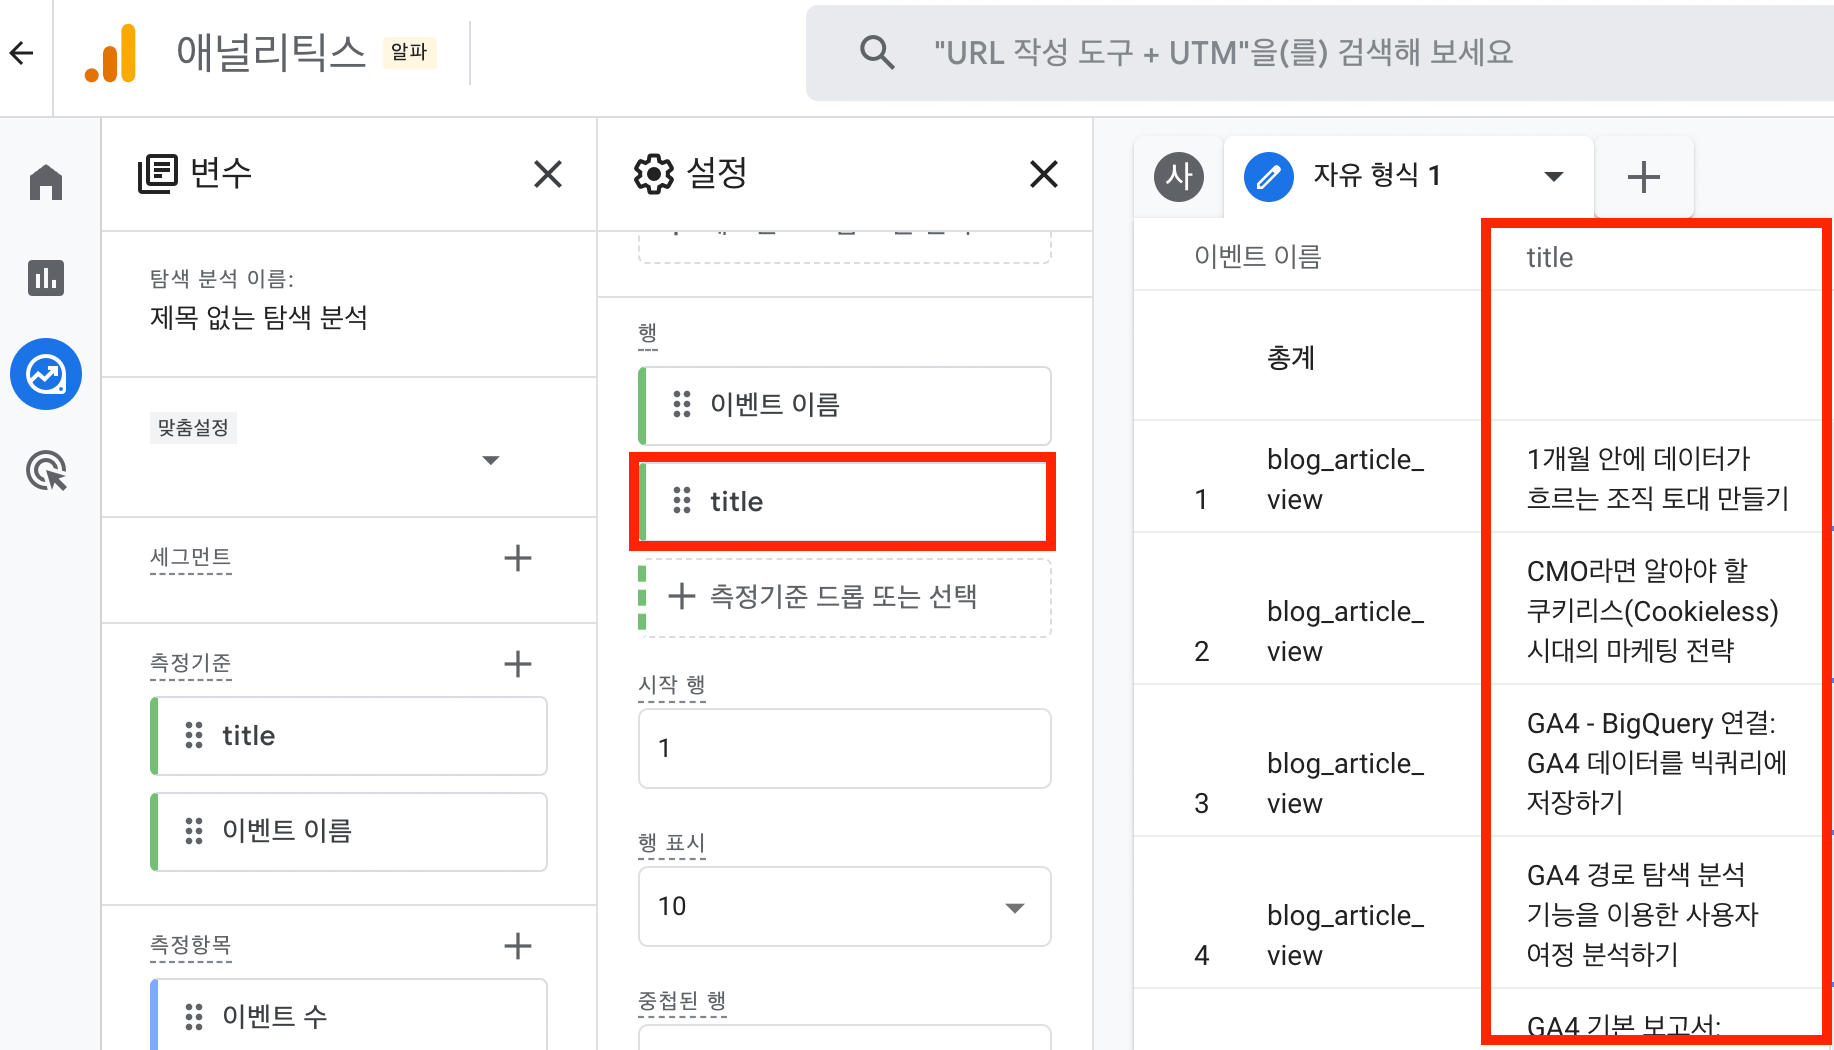 애널리틱스 알파
"URL 작성 도구 + UTM"을(를) 검색해 보세요
변수
탐색 분석 이름:
제목 없는 탐색 분석
맞춤설정
세그먼트
측정기준
title
이벤트 이름
측정항목
이벤트 수
설정
행
이벤트 이름
title
측정기준 드롭 또는 선택
시작 행
1
행 표시
10
중첩된 행
사
자유 형식 1
이벤트 이름 title
총계
1 blog_article_
view
1개월 안에 데이터가
흐르는 조직 토대 만들기
2 blog_article_
view
CMO라면 알아야 할
쿠키리스(Cookieless)
시대의 마케팅 전략
3 blog_article_
view
GA4 - BigQuery 연결:
GA4 데이터를 빅쿼리에
저장하기
4 blog_article_
view
GA4 경로 탐색 분석
기능을 이용한 사용자
여정 분석하기
GA4 기본 보고서: